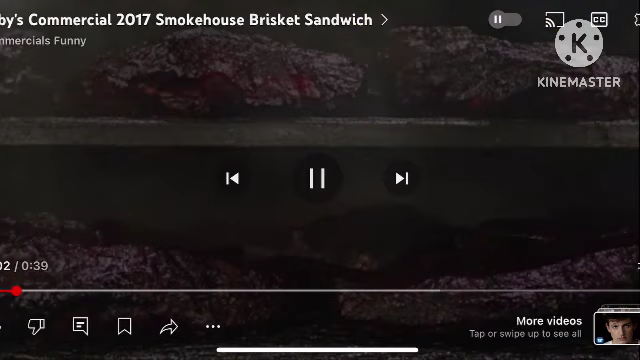 by's Commercial 2017 Smokehouse Brisket Sandwich
mmercials Funny
CC
K
KINEMASTER
02 / 0:39
More videos
Tap or swipe up to see all